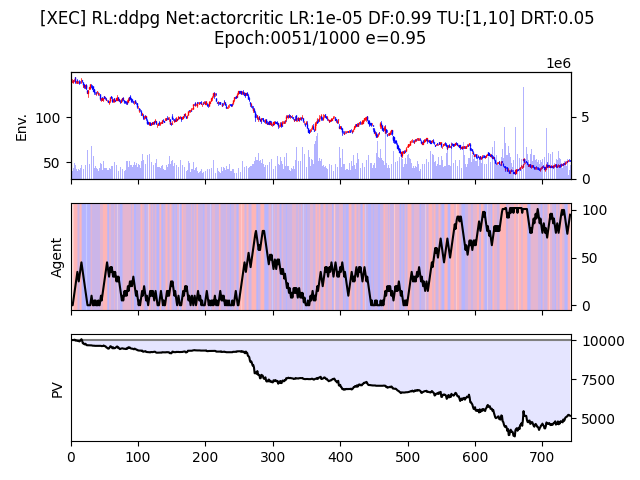 [XEC] RL:ddpg Net:actorcritic LR:1e-05 DF:0.99 TU:[1,10] DRT:0.05
Epoch:0051/1000 e=0.95
1e6
Env.
100
50
5
0
Agent
100
50
0
PV
10000
7500
5000
0 100 200 300 400 500 600 700